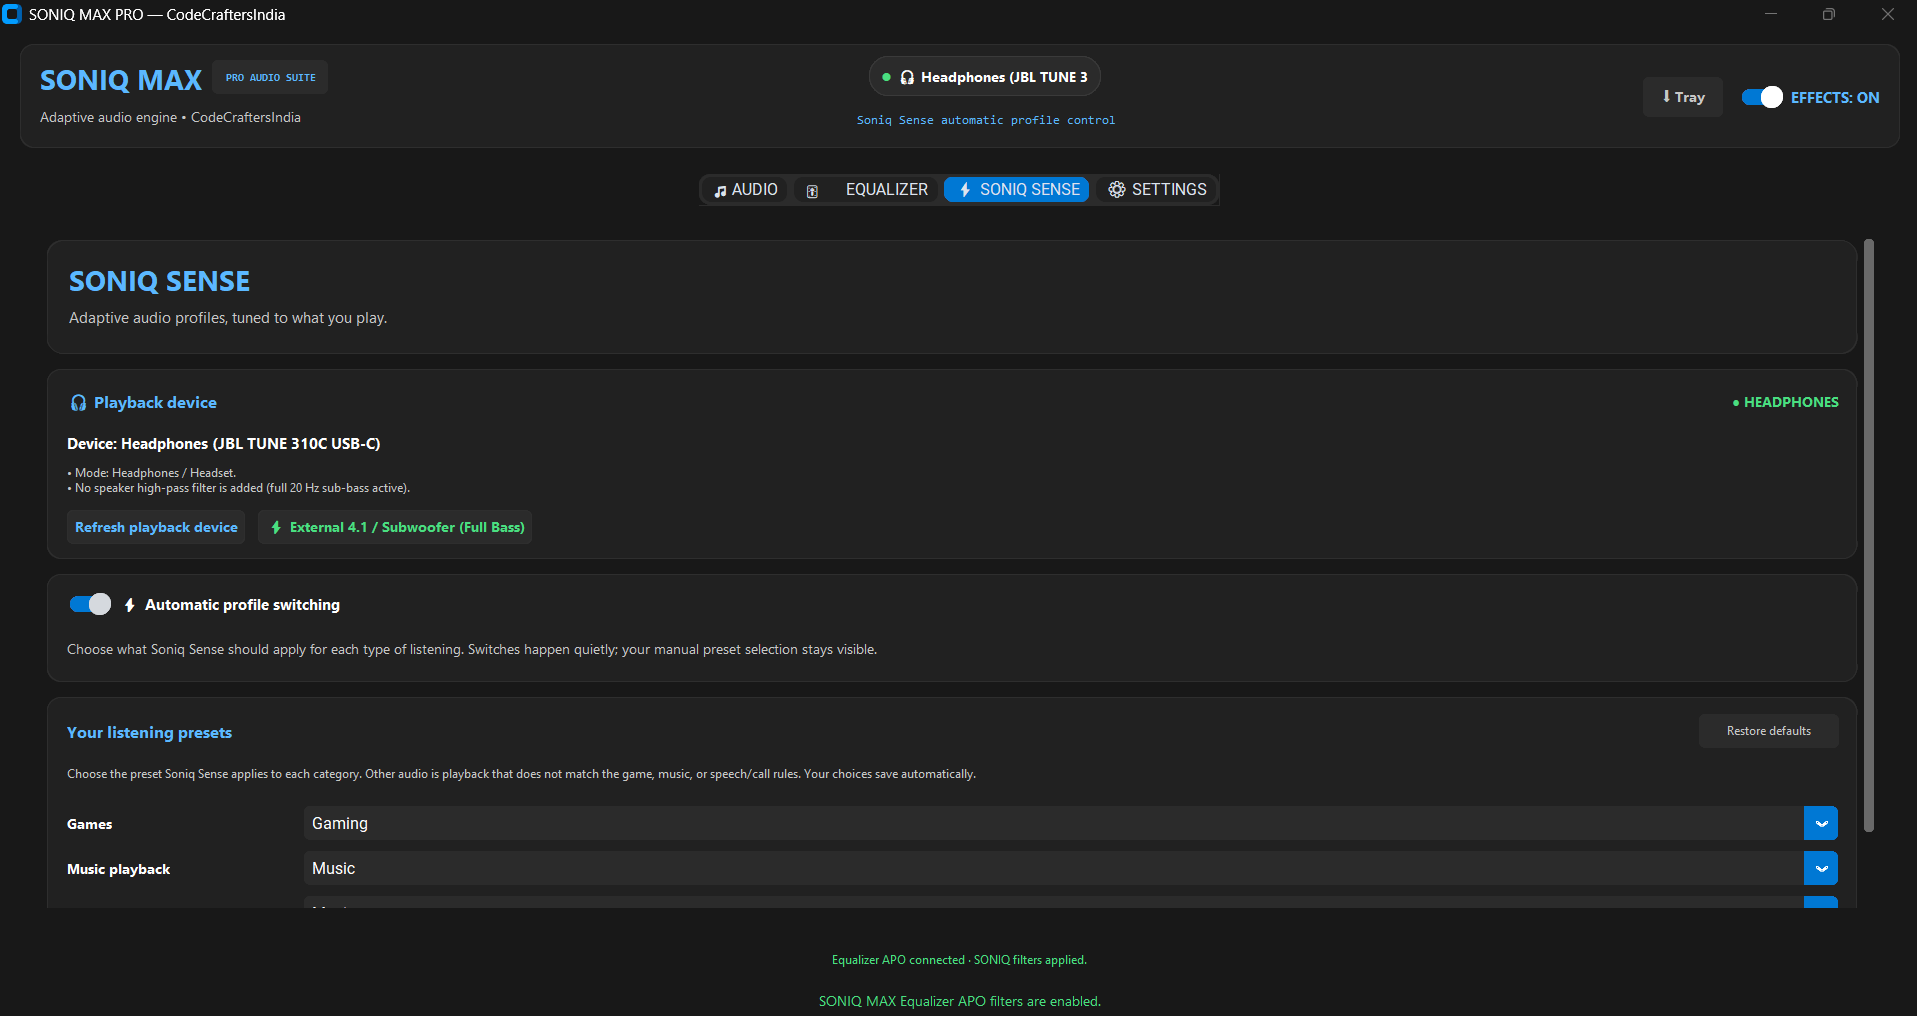 SONIQ MAX PRO — CodeCraftersIndia
SONIQ MAX
PRO AUDIO SUITE
Adaptive audio engine • CodeCraftersIndia
Headphones (JBL TUNE 3
Soniq Sense automatic profile control
Tray
EFFECTS: ON
AUDIO
EQUALIZER
SONIQ SENSE
SETTINGS
SONIQ SENSE
Adaptive audio profiles, tuned to what you play.
Playback device
• HEADPHONES
Device: Headphones (JBL TUNE 310C USB-C)
• Mode: Headphones / Headset.
• No speaker high-pass filter is added (full 20 Hz sub-bass active).
Refresh playback device
External 4.1 / Subwoofer (Full Bass)
Automatic profile switching
Choose what Soniq Sense should apply for each type of listening. Switches happen quietly; your manual preset selection stays visible.
Your listening presets
Restore defaults
Choose the preset Soniq Sense applies to each category. Other audio is playback that does not match the game, music, or speech/call rules. Your choices save automatically.
Games
Gaming
Music playback
Music
Equalizer APO connected · SONIQ filters applied.
SONIQ MAX Equalizer APO filters are enabled.